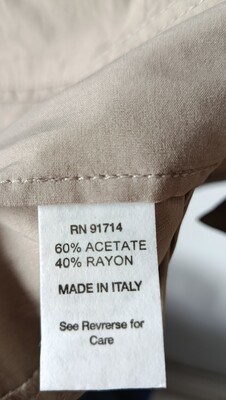 RN 91714
60% ACETATE
40% RAYON
MADE IN ITALY
See Revrerse for
Care